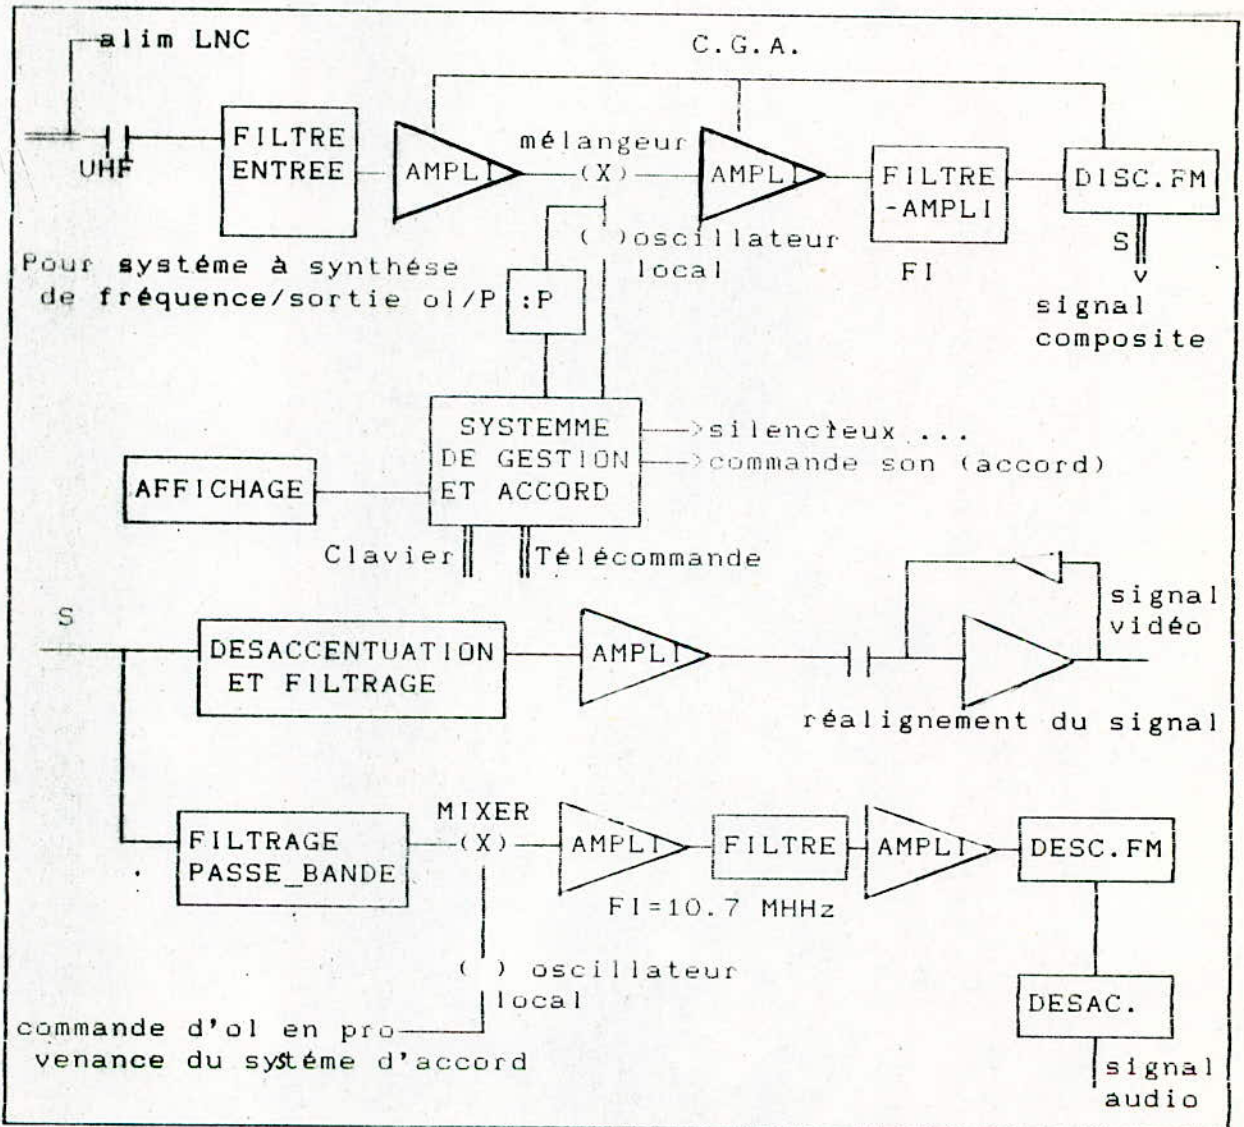 alim LNC
C.G.A.
UHF
FILTRE
ENTREE
AMPLI
mélangeur
(X)
AMPLI
FILTRE
-AMPLI
FI
DISC.FM
S
v
signal
composite
( )oscillateur
local
Pour systéme à synthése
de fréquence/sortie ol/P
:P
SYSTEMME
DE GESTION
ET ACCORD
>silencieux ...
>commande son (accord)
AFFICHAGE
Clavier
Télécommande
S
DESACCENTUATION
ET FILTRAGE
AMPLI
signal
vidéo
réalignement du signal
FILTRAGE
PASSE_BANDE
MIXER
(X)
AMPLI
FILTRE
AMPLI
DESC.FM
FI=10.7 MHHz
( ) oscillateur
local
commande d'ol en pro
venance du systéme d'accord
DESAC.
signal
audio